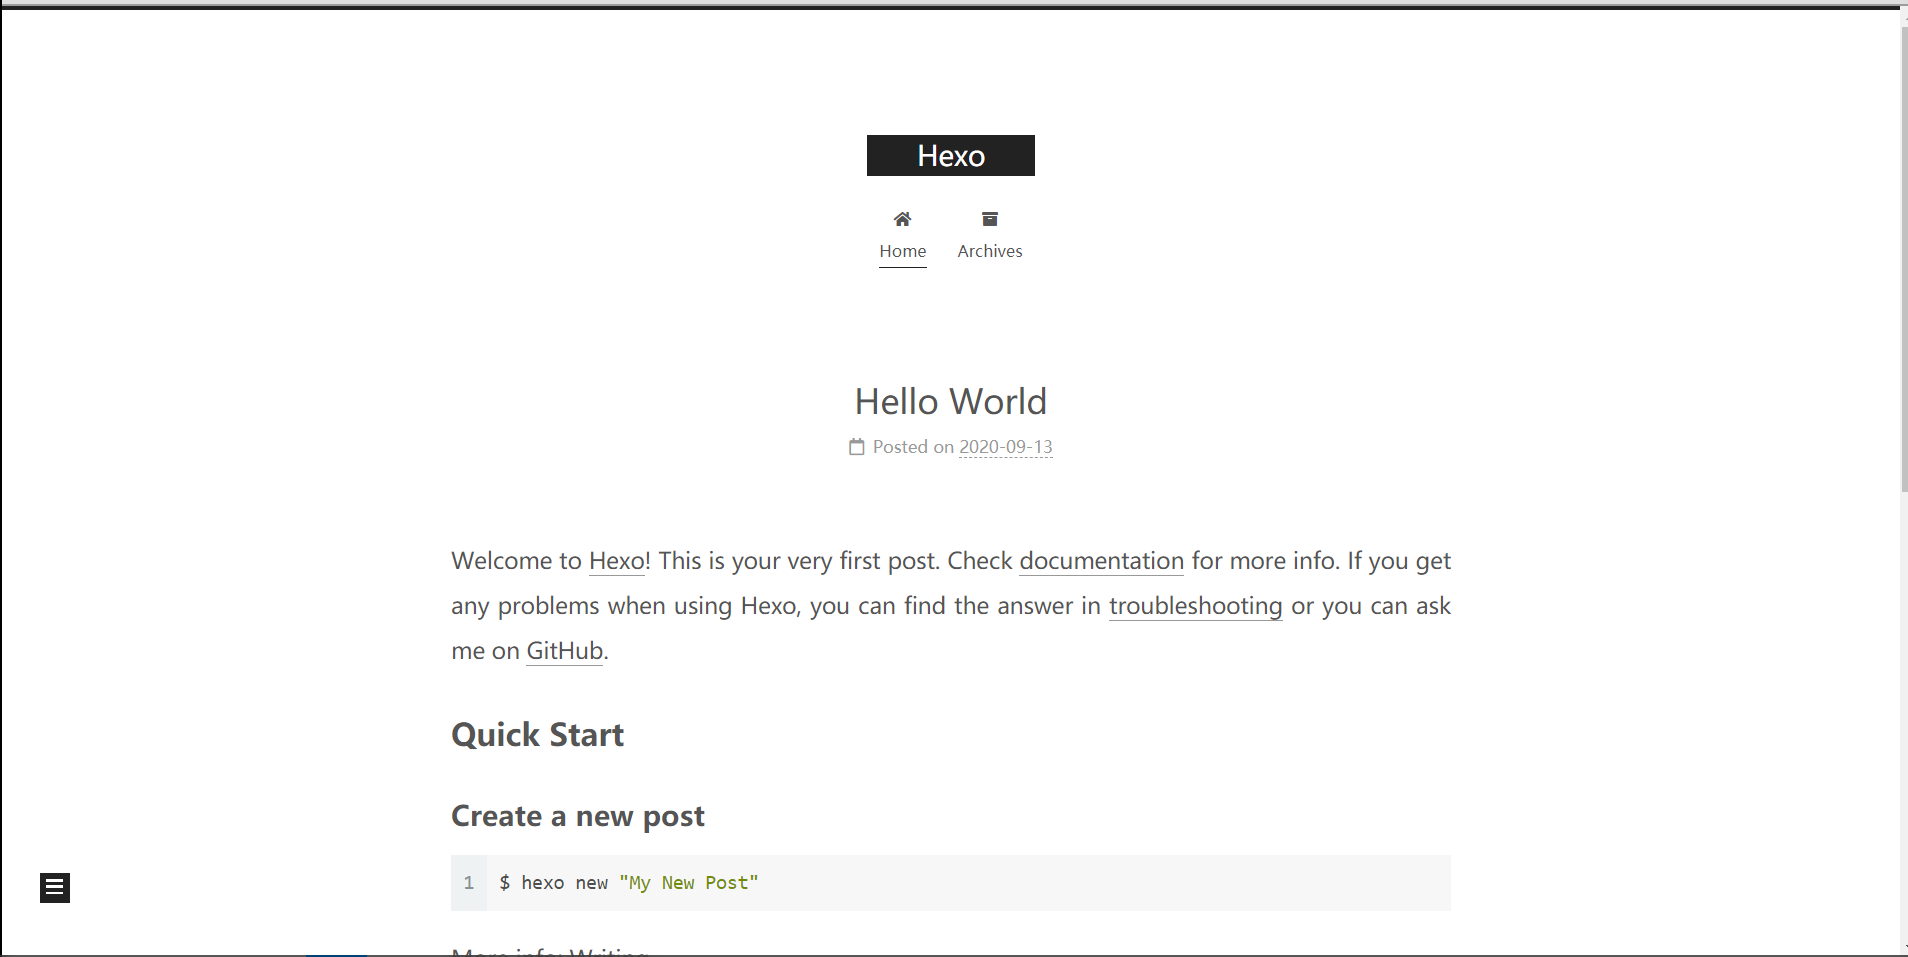 Hexo
Home Archives
Hello World
Posted on 2020-09-13
Welcome to Hexo! This is your very first post. Check documentation for more info. If you get
any problems when using Hexo, you can find the answer in troubleshooting or you can ask
me on GitHub.
Quick Start
Create a new post
1 $ hexo new "My New Post"
More info: Writing